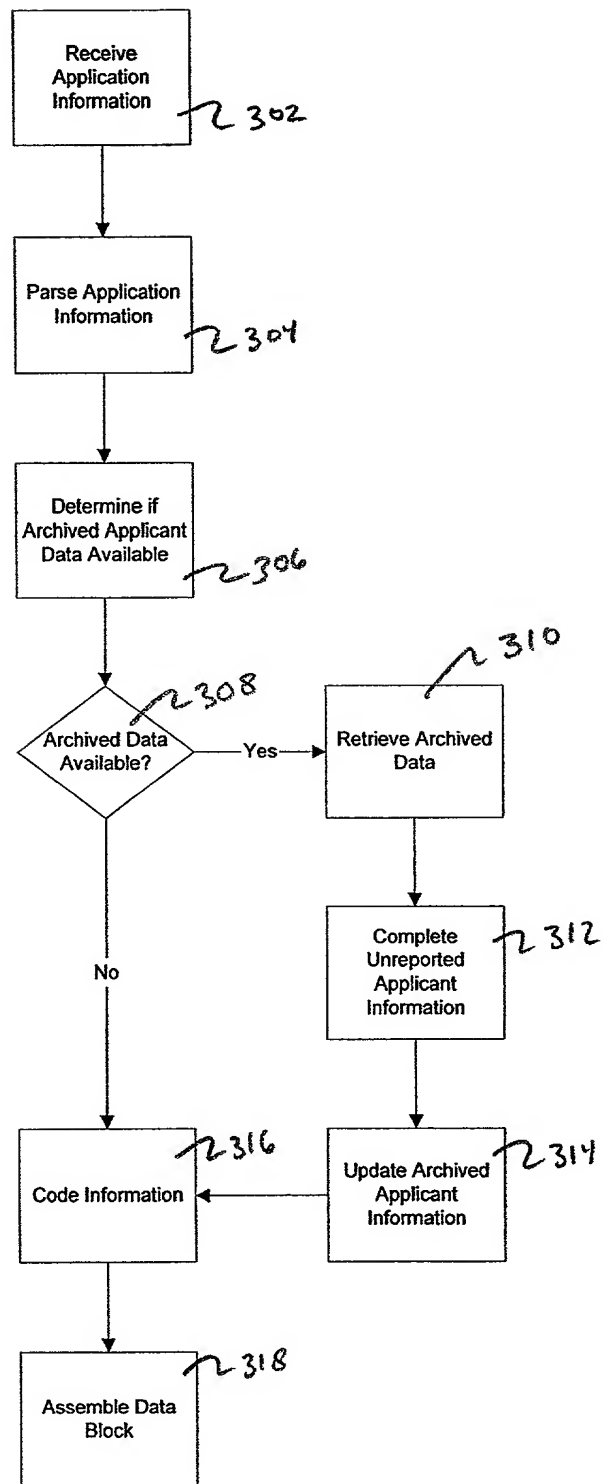 Receive
Application
Information
302
Parse Application
Information
304
Determine if
Archived Applicant
Data Available
306
308
Archived Data
Available?
Yes
310
Retrieve Archived
Data
Complete
Unreported
Applicant
Information
312
No
316
Code Information
314
Update Archived
Applicant
Information
318
Assemble Data
Block